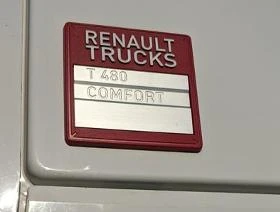 RENAULT
TRUCKS
T 480
COMFORT